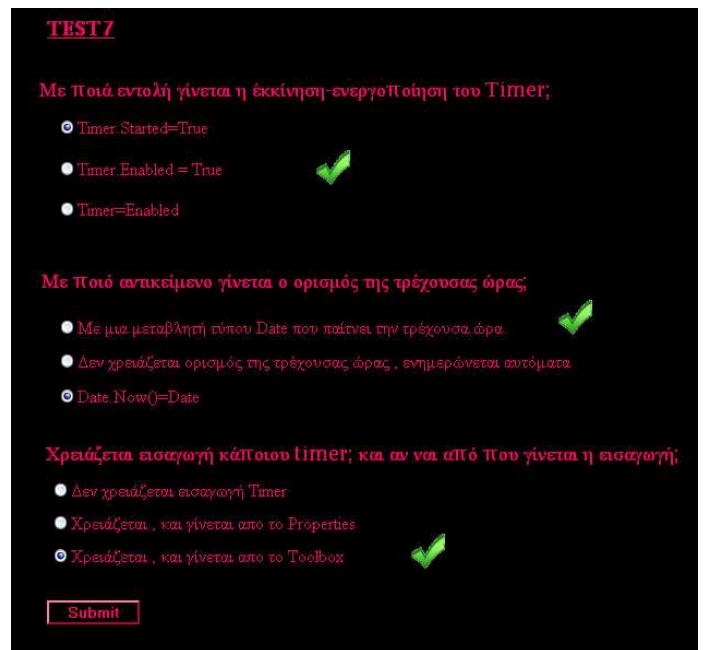 TEST7
Με ποιά εντολή γίνεται η έκκίνηση-ενεργοποίηση του Timer;
Timer.Started=True
Timer.Enabled = True
Timer=Enabled
Με ποιό αντικείμενο γίνεται ο ορισμός της τρέχουσας ώρας;
Με μια μεταβλητή τύπου Date που παίτνει την τρέχουσα ώρα.
Δεν χρειάζεται ορισμός της τρέχουσας ώρας , ενημερώνεται αυτόματα
Date.Now()=Date
Χρειάζεται εισαγωγή κάποιου timer; και αν ναι από που γίνεται η εισαγωγή;
Δεν χρειάζεται εισαγωγή Timer
Χρειάζεται , και γίνεται απο το Properties
Χρειάζεται , και γίνεται απο το Toolbox
Submit